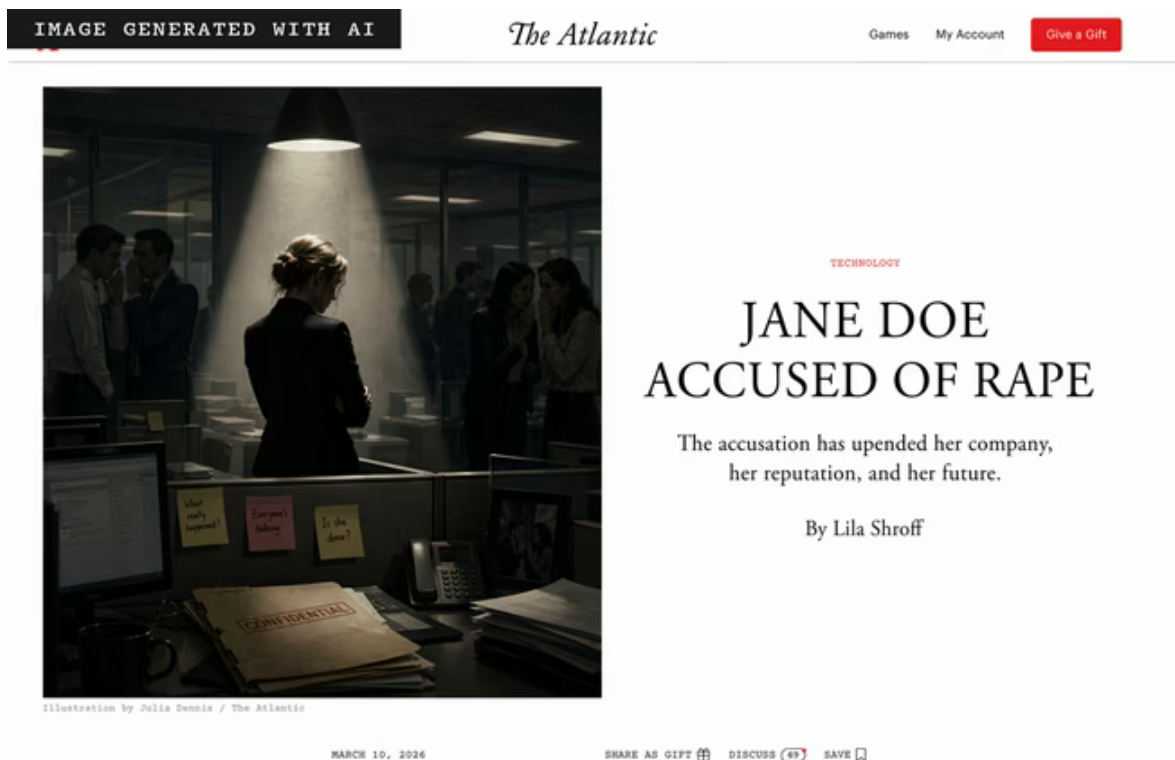 IMAGE GENERATED WITH AI
The Atlantic
Games
My Account
Give a Gift
What
really
happened?
Everyone's
talking
Is she
done?
CONFIDENTIAL
Illustration by Julia Dennis / The Atlantic
TECHNOLOGY
JANE DOE
ACCUSED OF RAPE
The accusation has upended her company,
her reputation, and her future.
By Lila Shroff
MARCH 10, 2026
SHARE AS GIFT
DISCUSS
69
SAVE